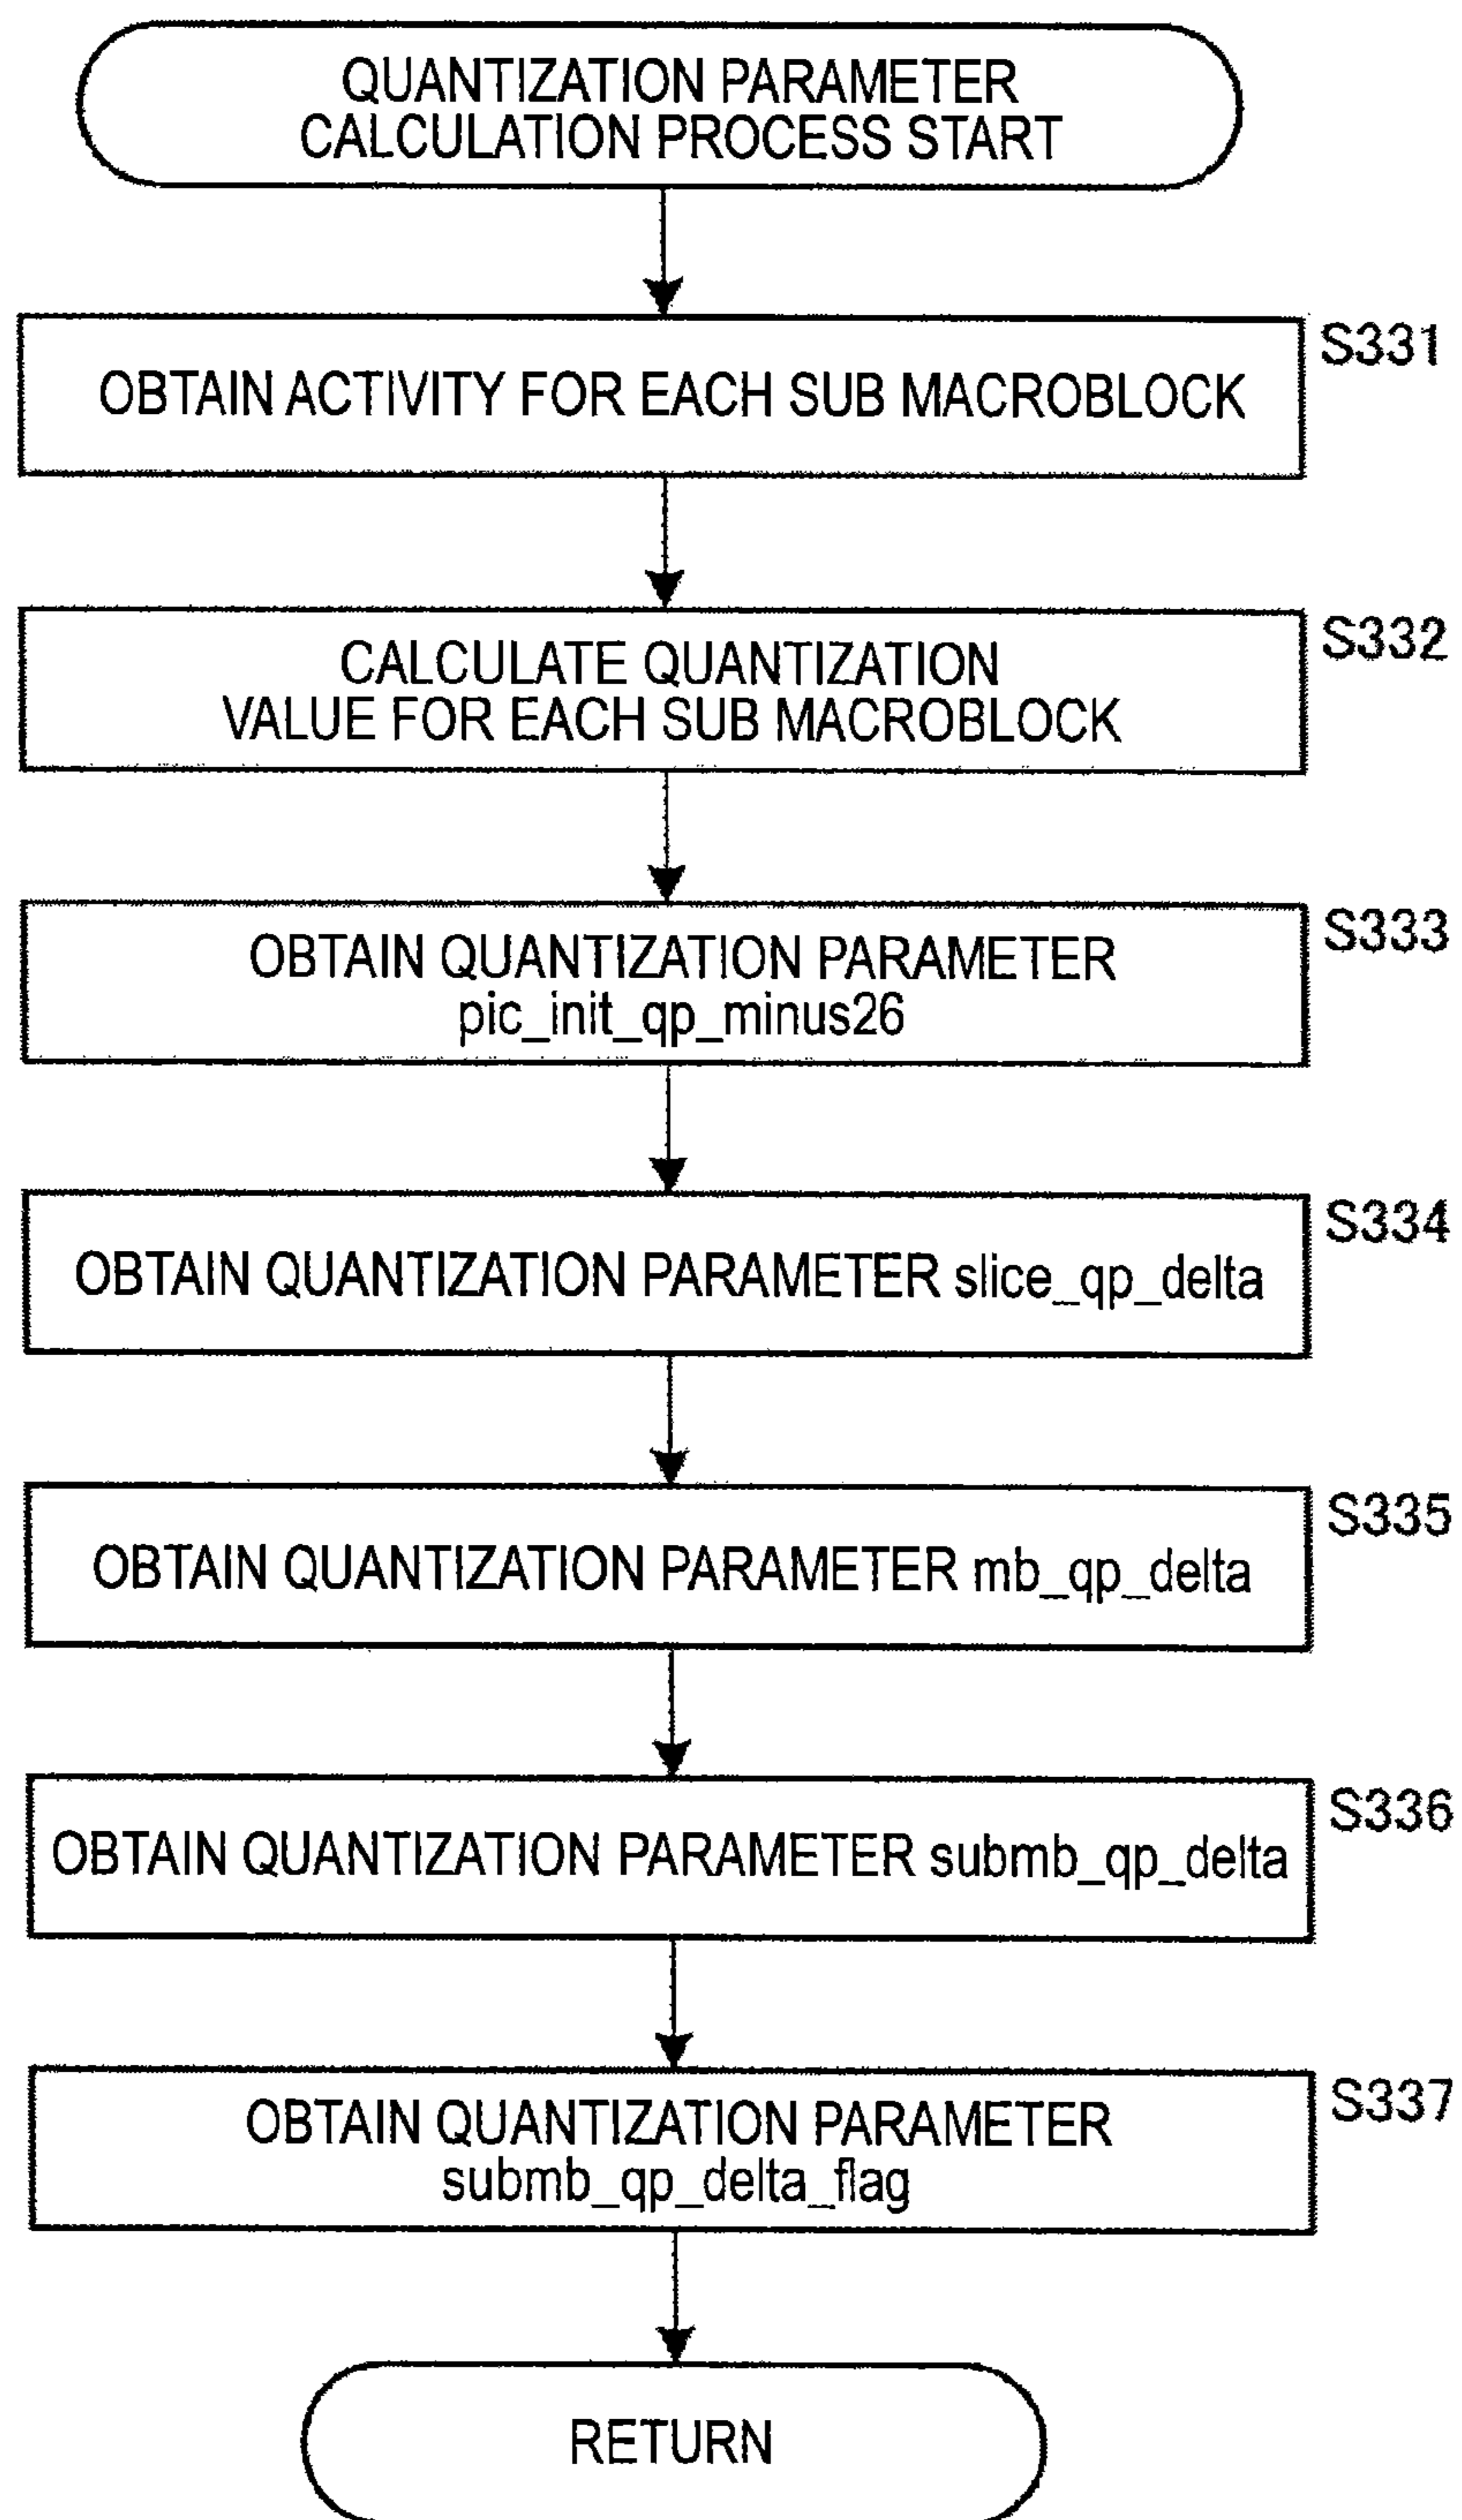 QUANTIZATION PARAMETER
CALCULATION PROCESS START
S331
OBTAIN ACTIVITY FOR EACH SUB MACROBLOCK
S332
CALCULATE QUANTIZATION
VALUE FOR EACH SUB MACROBLOCK
S333
OBTAIN QUANTIZATION PARAMETER
pic_init_qp_minus26
S334
OBTAIN QUANTIZATION PARAMETER slice_qp_delta
S335
OBTAIN QUANTIZATION PARAMETER mb_qp_delta
S336
OBTAIN QUANTIZATION PARAMETER submb_qp_delta
S337
OBTAIN QUANTIZATION PARAMETER
submb_qp_delta_flag
RETURN